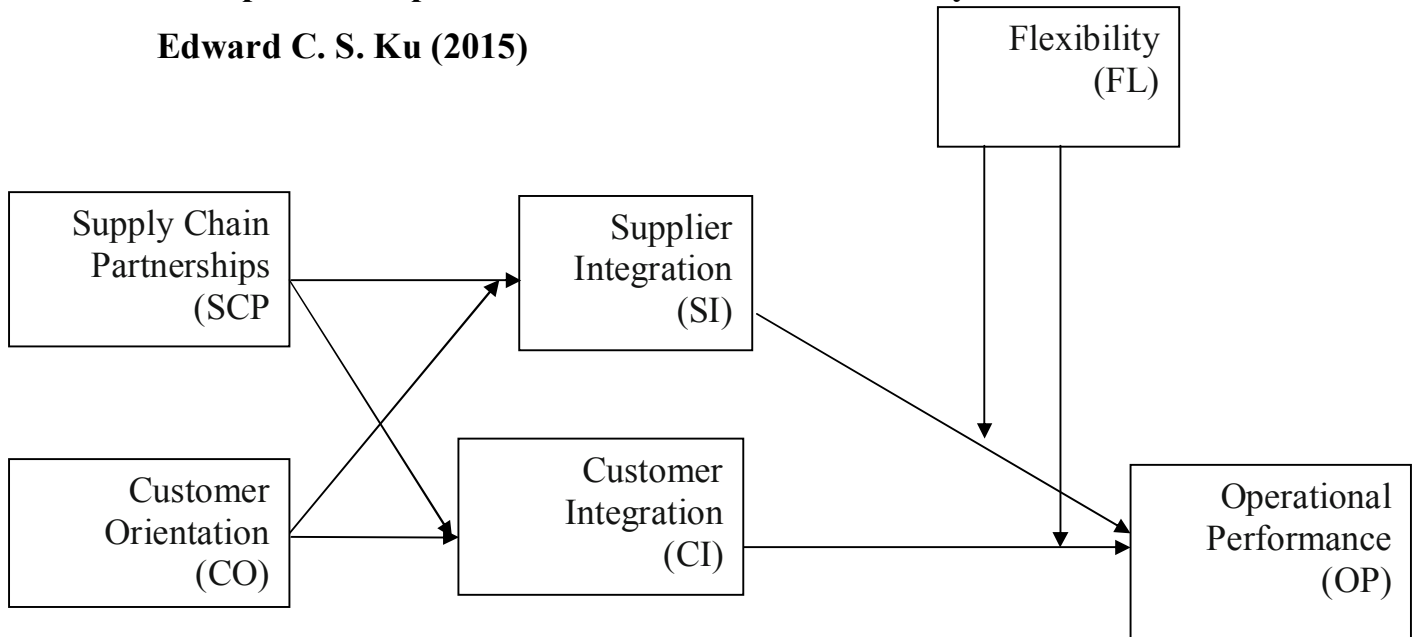 Edward C. S. Ku (2015)
Flexibility
(FL)
Supply Chain
Partnerships
(SCP
Supplier
Integration
(SI)
Customer
Orientation
(CO)
Customer
Integration
(CI)
Operational
Performance
(OP)